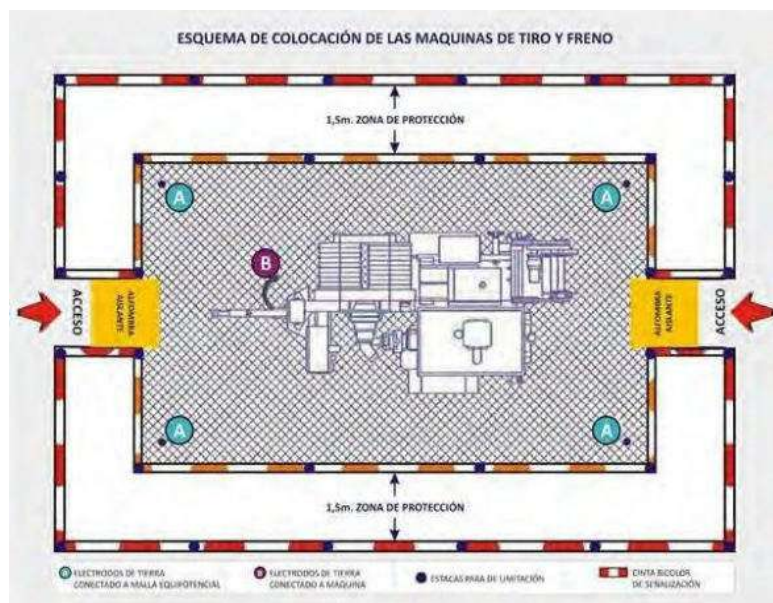 ESQUEMA DE COLOCACIÓN DE LAS MAQUINAS DE TIRO Y FRENO
1,5m. ZONA DE PROTECCIÓN
A
A
B
ACCESO
ALFOMBRA
AISLANTE
ALFOMBRA
AISLANTE
ACCESO
A
A
1,5m. ZONA DE PROTECCIÓN
A ELECTRODOS DE TIERRA
CONECTADO A MALLA EQUIPOTENCIAL
B ELECTRODOS DE TIERRA
CONECTADO A MAQUINA
ESTACAS PARA DE LIMITACIÓN
CINTA BICOLOR
DE SEÑALIZACIÓN